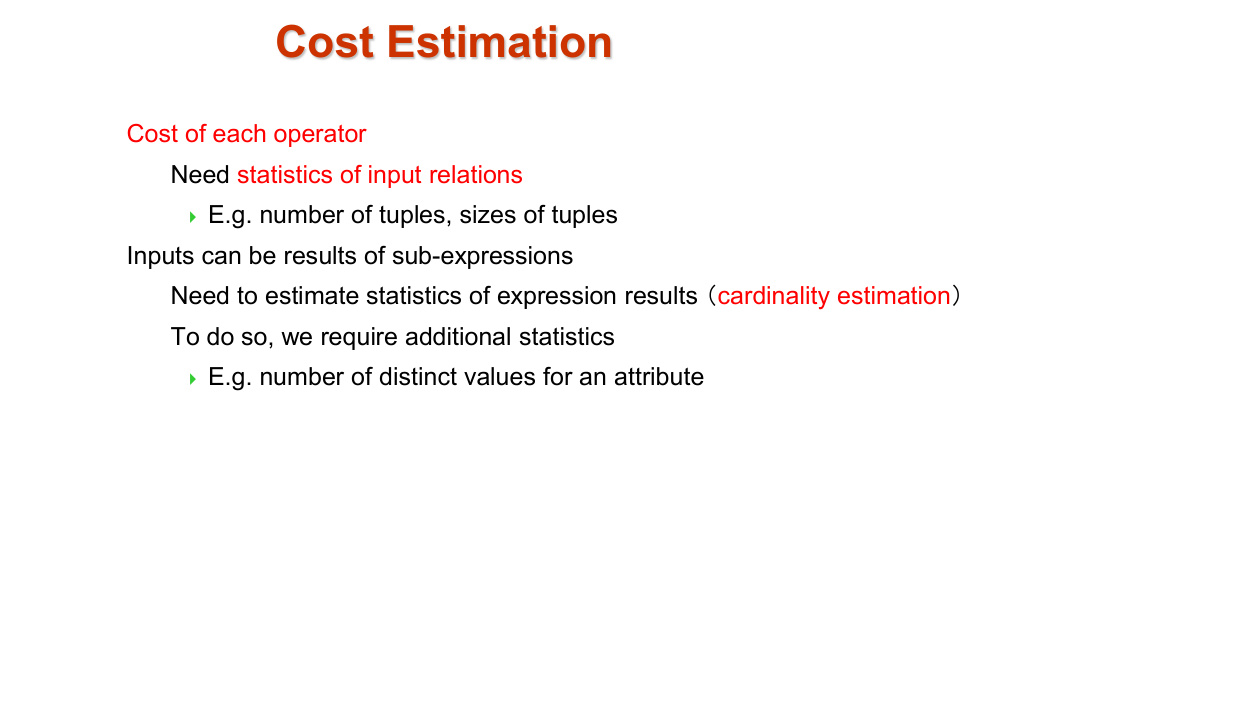 Cost Estimation
Cost of each operator
Need statistics of input relations
E.g. number of tuples, sizes of tuples
Inputs can be results of sub-expressions
Need to estimate statistics of expression results（cardinality estimation）
To do so, we require additional statistics
E.g. number of distinct values for an attribute